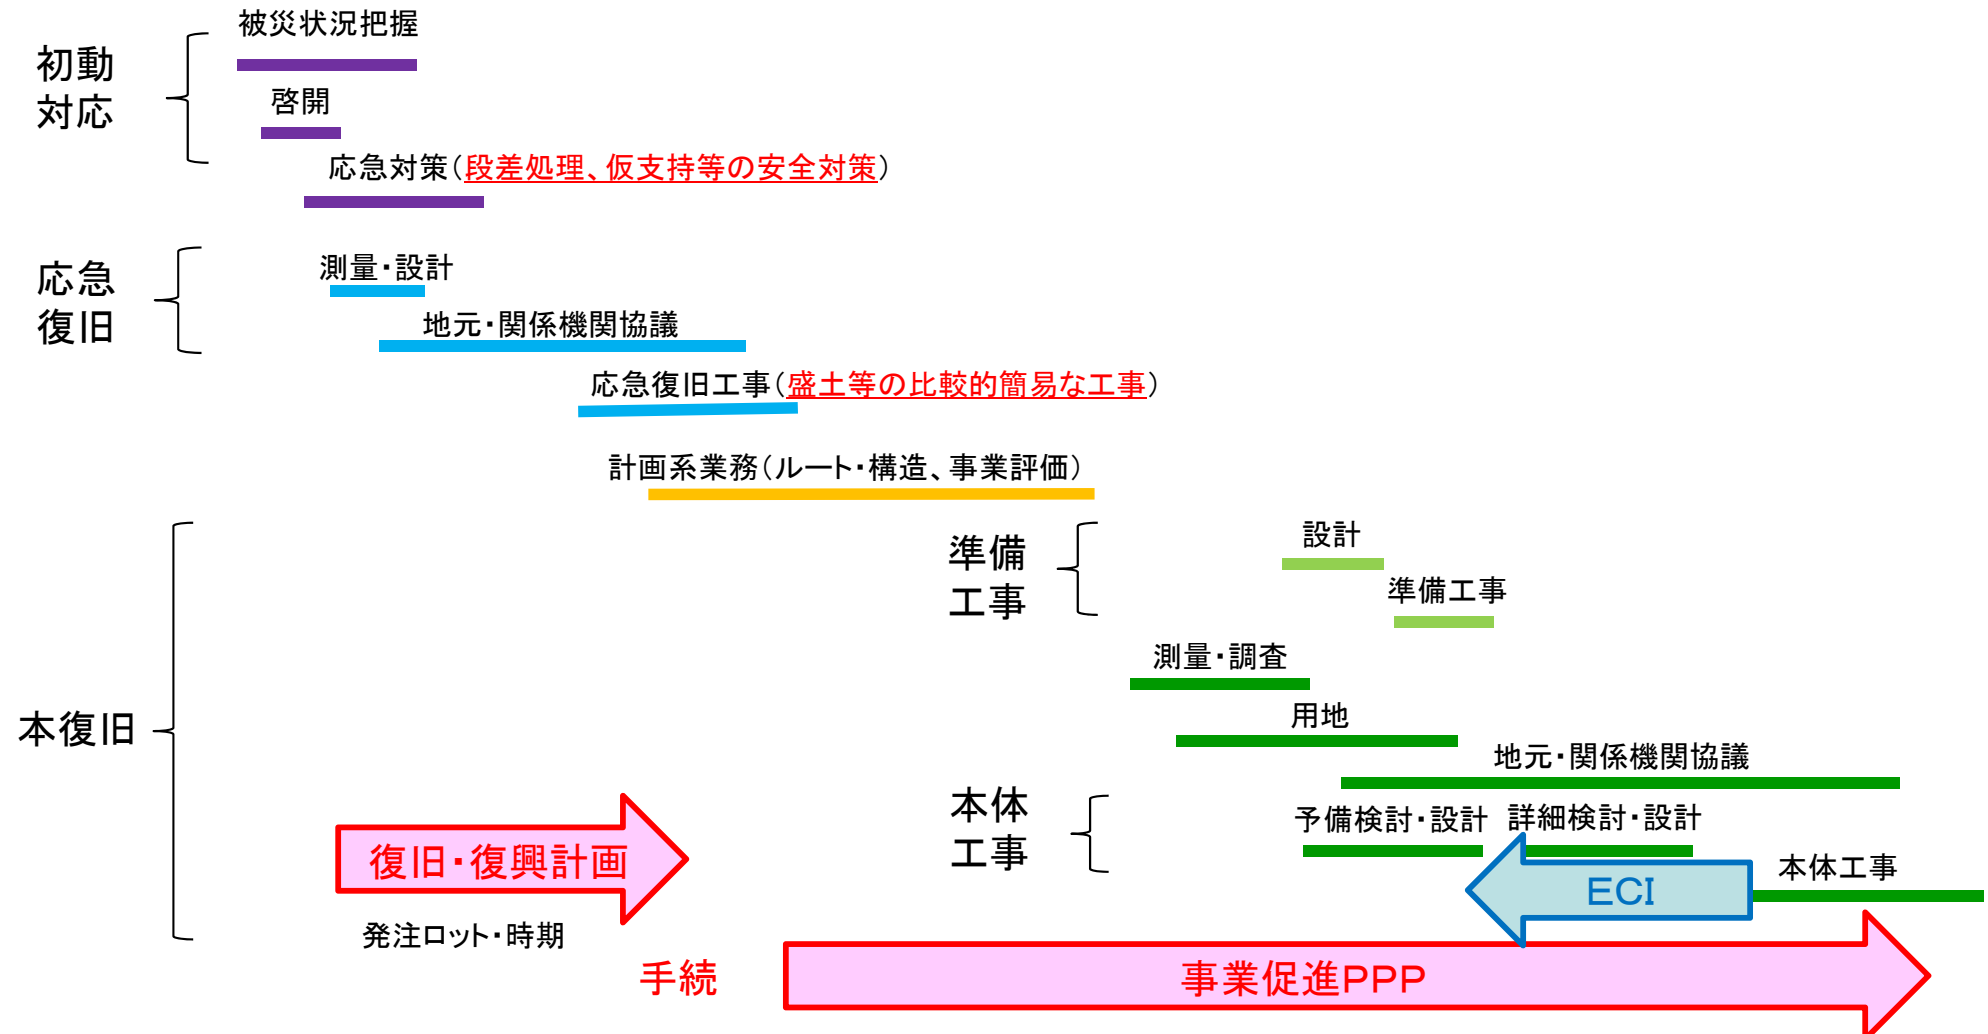 被災状況把握
初動
対応
啓開
応急対策（段差処理、仮支持等の安全対策）
応急
復旧
測量・設計
地元・関係機関協議
応急復旧工事（盛土等の比較的簡易な工事）
計画系業務（ルート・構造、事業評価）
準備
工事
設計
準備工事
測量・調査
用地
本復旧
地元・関係機関協議
本体
工事
予備検討・設計
詳細検討・設計
復旧・復興計画
ECI
本体工事
発注ロット・時期
手続
事業促進PPP